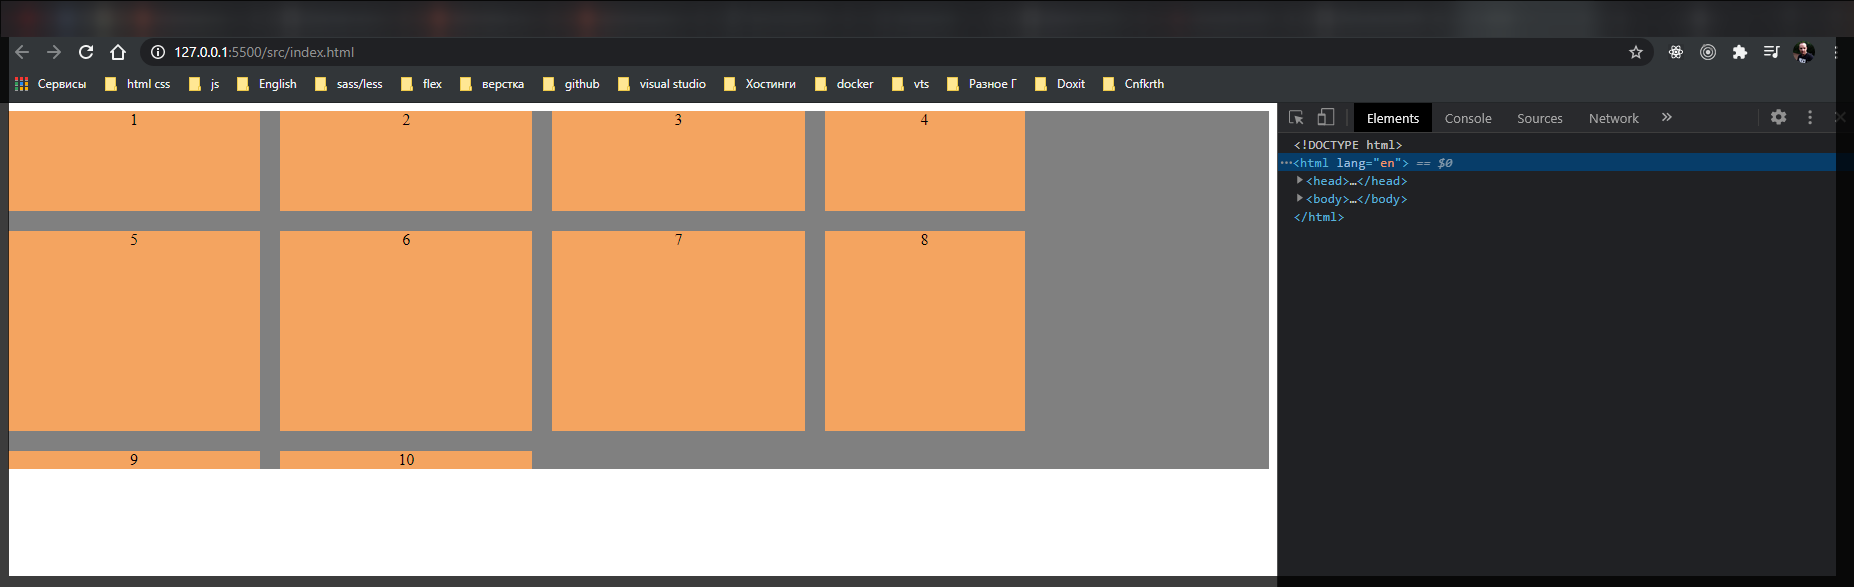 127.0.0.1:5500/src/index.html
Сервисы html css js English sass/less flex верстка github visual studio Хостинги docker vts Разное Г Doxit Cnfkrth
1 2 3 4
5 6 7 8
9 10
Elements Console Sources Network »
<!DOCTYPE html>
…<html lang="en"> == $0
<head>…</head>
<body>…</body>
</html>